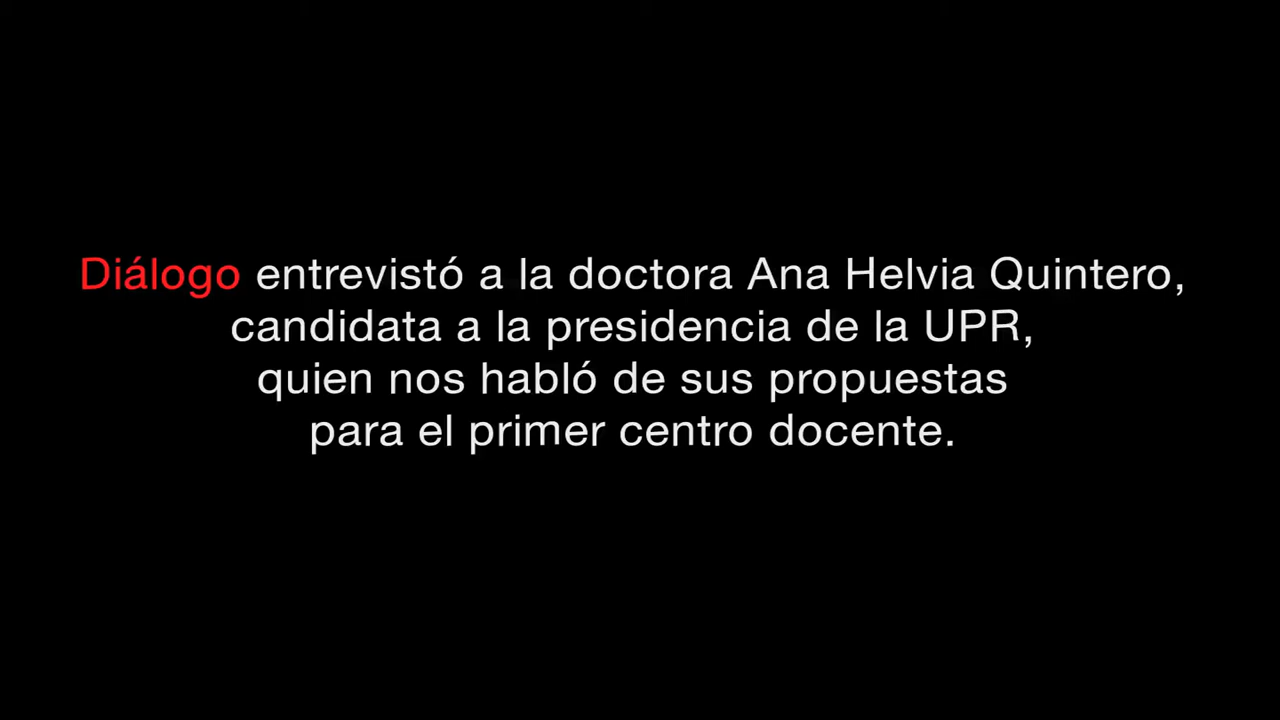 Diálogo entrevistó a la doctora Ana Helvia Quintero,
candidata a la presidencia de la UPR,
quien nos habló de sus propuestas
para el primer centro docente.